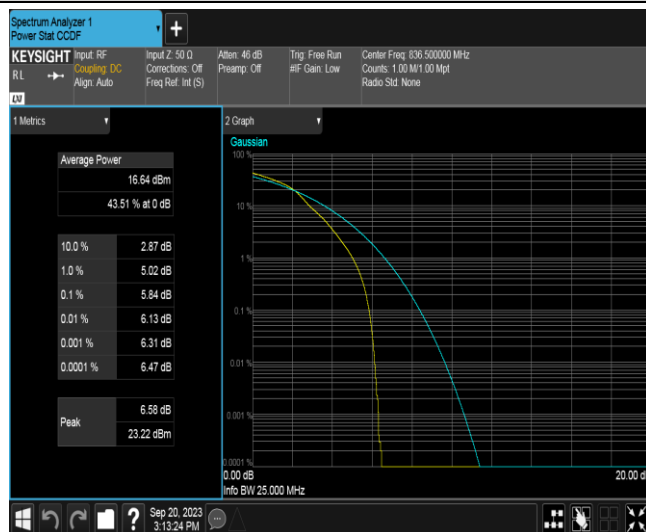 Spectrum Analyzer 1
Power Stat CCDF
KEYSIGHT
RL
Input: RF
Coupling: DC
Align: Auto
Input Z: 50 Ω
Corrections: Off
Freq Ref: Int (S)
Atten: 46 dB
Preamp: Off
Trig: Free Run
#IF Gain: Low
Center Freq: 836.500000 MHz
Counts: 1.00 M/1.00 Mpt
Radio Std: None
1 Metrics
Average Power
16.64 dBm
43.51 % at 0 dB
10.0 % 2.87 dB
1.0 % 5.02 dB
0.1 % 5.84 dB
0.01 % 6.13 dB
0.001 % 6.31 dB
0.0001 % 6.47 dB
Peak
6.58 dB
23.22 dBm
2 Graph
Gaussian
100 %
10 %
1 %
0.1 %
0.01 %
0.001 %
0.0001 %
0.00 dB
20.00 d
Info BW 25.000 MHz
Sep 20, 2023
3:13:24 PM